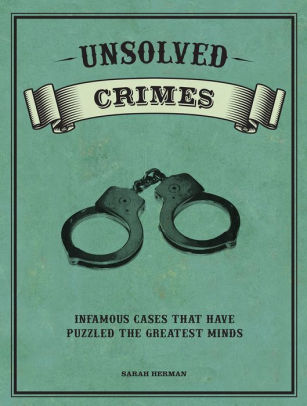 UNSOLVED
CRIMES
INFAMOUS CASES THAT HAVE
PUZZLED THE GREATEST MINDS
SARAH HERMAN